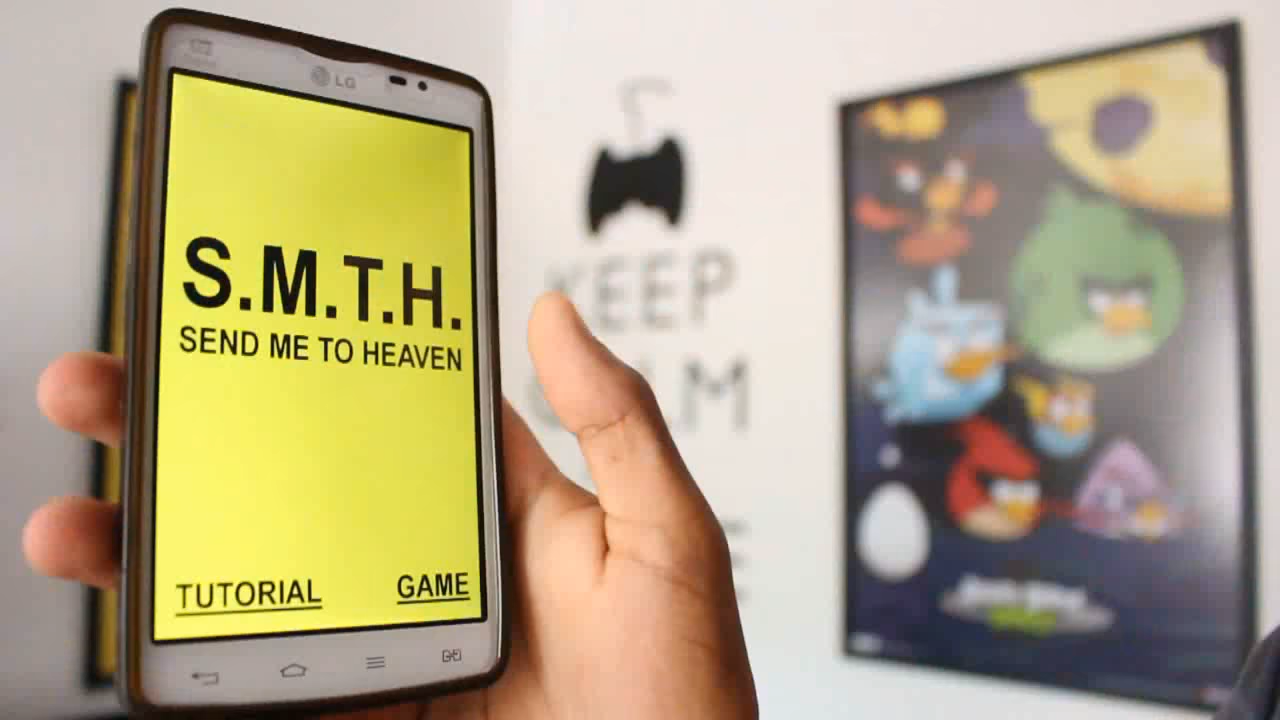 LG
S.M.T.H.
SEND ME TO HEAVEN
TUTORIAL GAME
KEEP